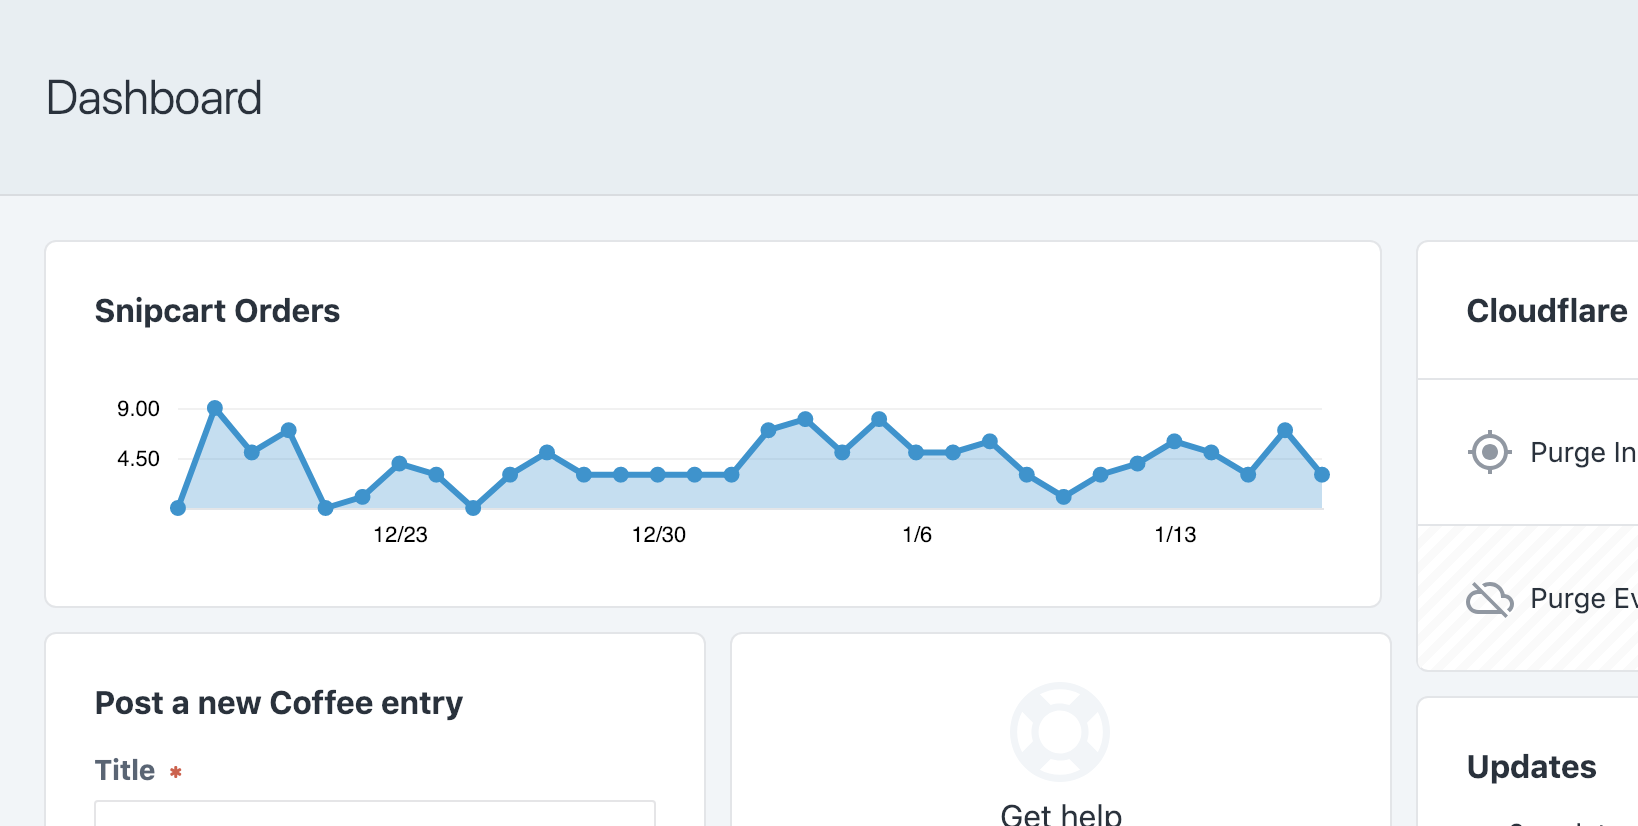 Dashboard
Snipcart Orders
9.00
4.50
12/23
12/30
1/6
1/13
Cloudflare
Purge In
Purge Ev
Post a new Coffee entry
Title *
Get help
Updates